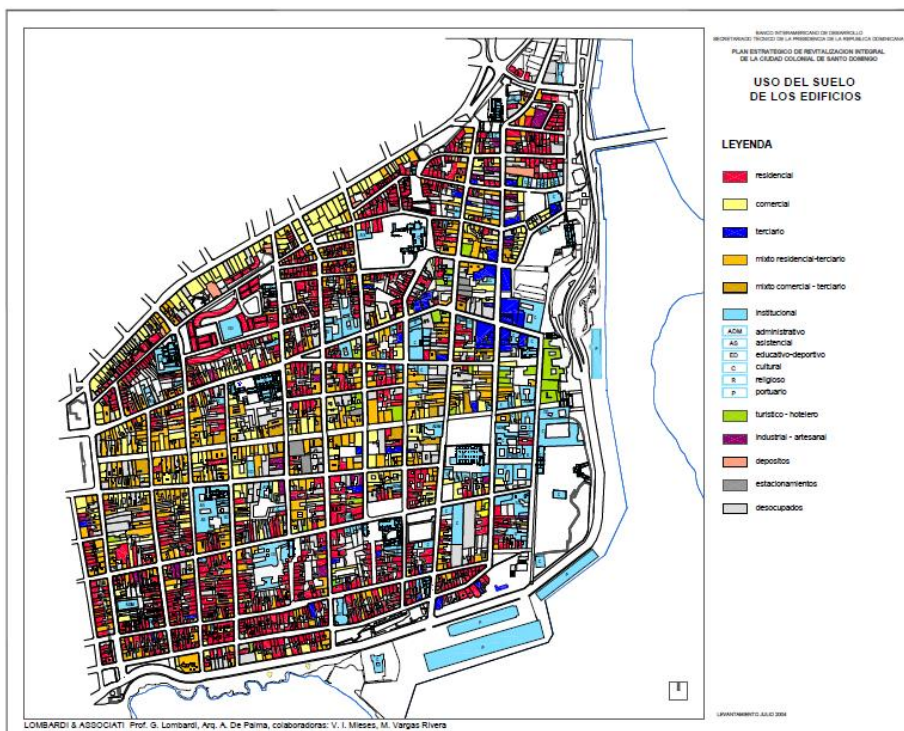 BANCO INTERAMERICANO DE DESARROLLO
SECRETARIADO TECNICO DE LA PRESIDENCIA DE LA REPUBLICA DOMINICANA
PLAN ESTRATEGICO DE REVITALIZACION INTEGRAL
DE LA CIUDAD COLONIAL DE SANTO DOMINGO
USO DEL SUELO
DE LOS EDIFICIOS
LEYENDA
residencial
comercial
terciario
mixto residencial-terciario
mixto comercial - terciario
institucional
ADM administrativo
AS asistencial
ED educativo-deportivo
C cultural
R religioso
P portuario
turistico - hotelero
industrial - artesanal
depositos
estacionamientos
desocupados
LEVANTAMIENTO JULIO 2004
LOMBARDI & ASSOCIATI Prof. G. Lombardi, Arq. A. De Palma, colaboradoras: V. I. Mieses, M. Vargas Rivera